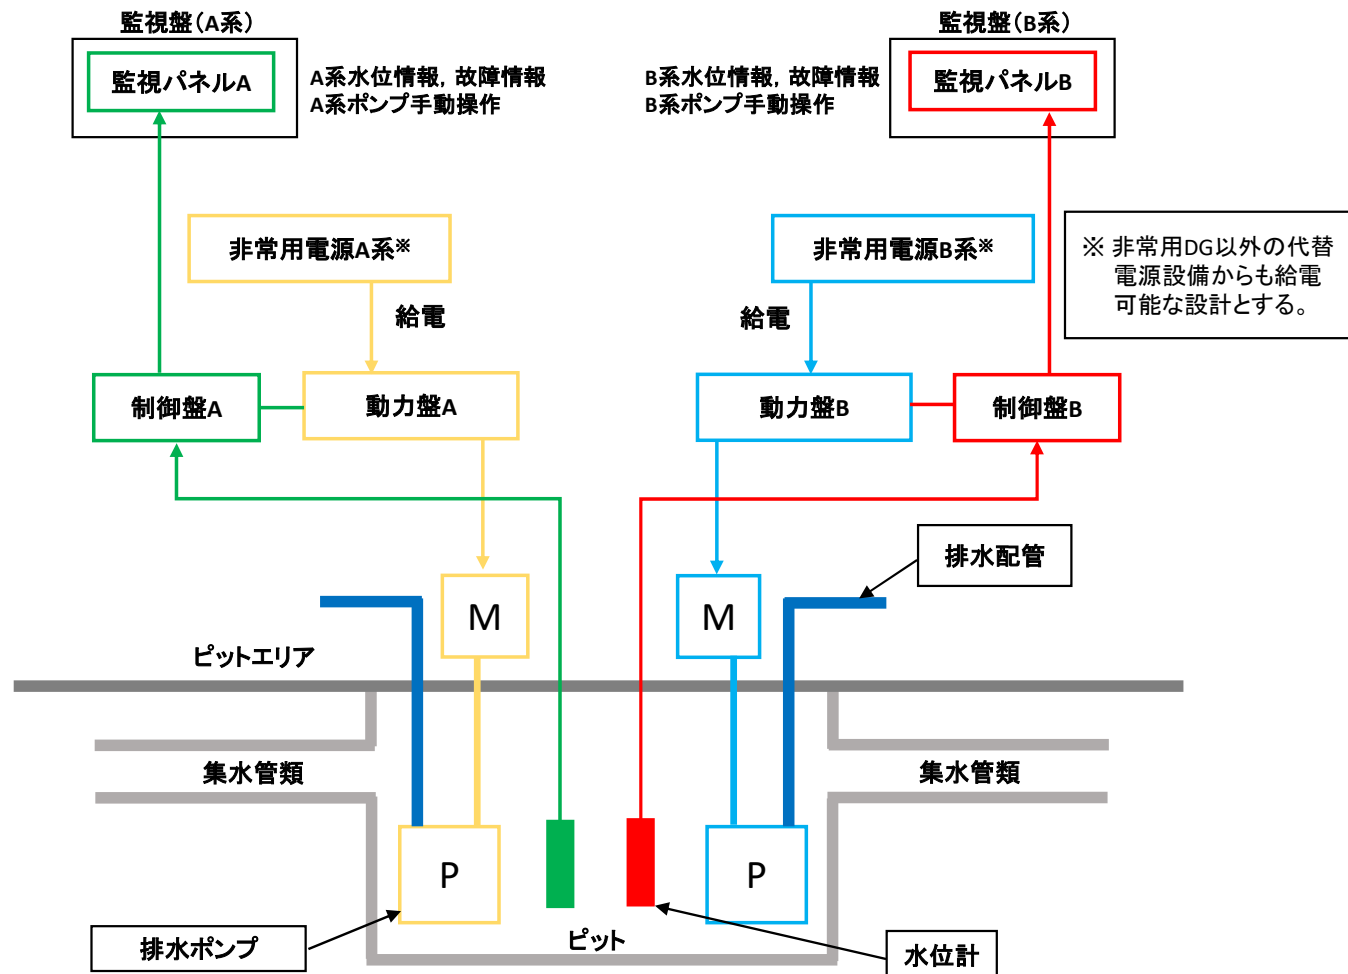 監視盤(A系)
監視盤(B系)
監視パネルA
A系水位情報,故障情報
A系ポンプ手動操作
B系水位情報,故障情報
B系ポンプ手動操作
監視パネルB
非常用電源A系※
非常用電源B系※
※ 非常用DG以外の代替
電源設備からも給電
可能な設計とする。
給電
給電
制御盤A
動力盤A
動力盤B
制御盤B
排水配管
M
M
ピットエリア
集水管類
集水管類
P
P
排水ポンプ
ピット
水位計